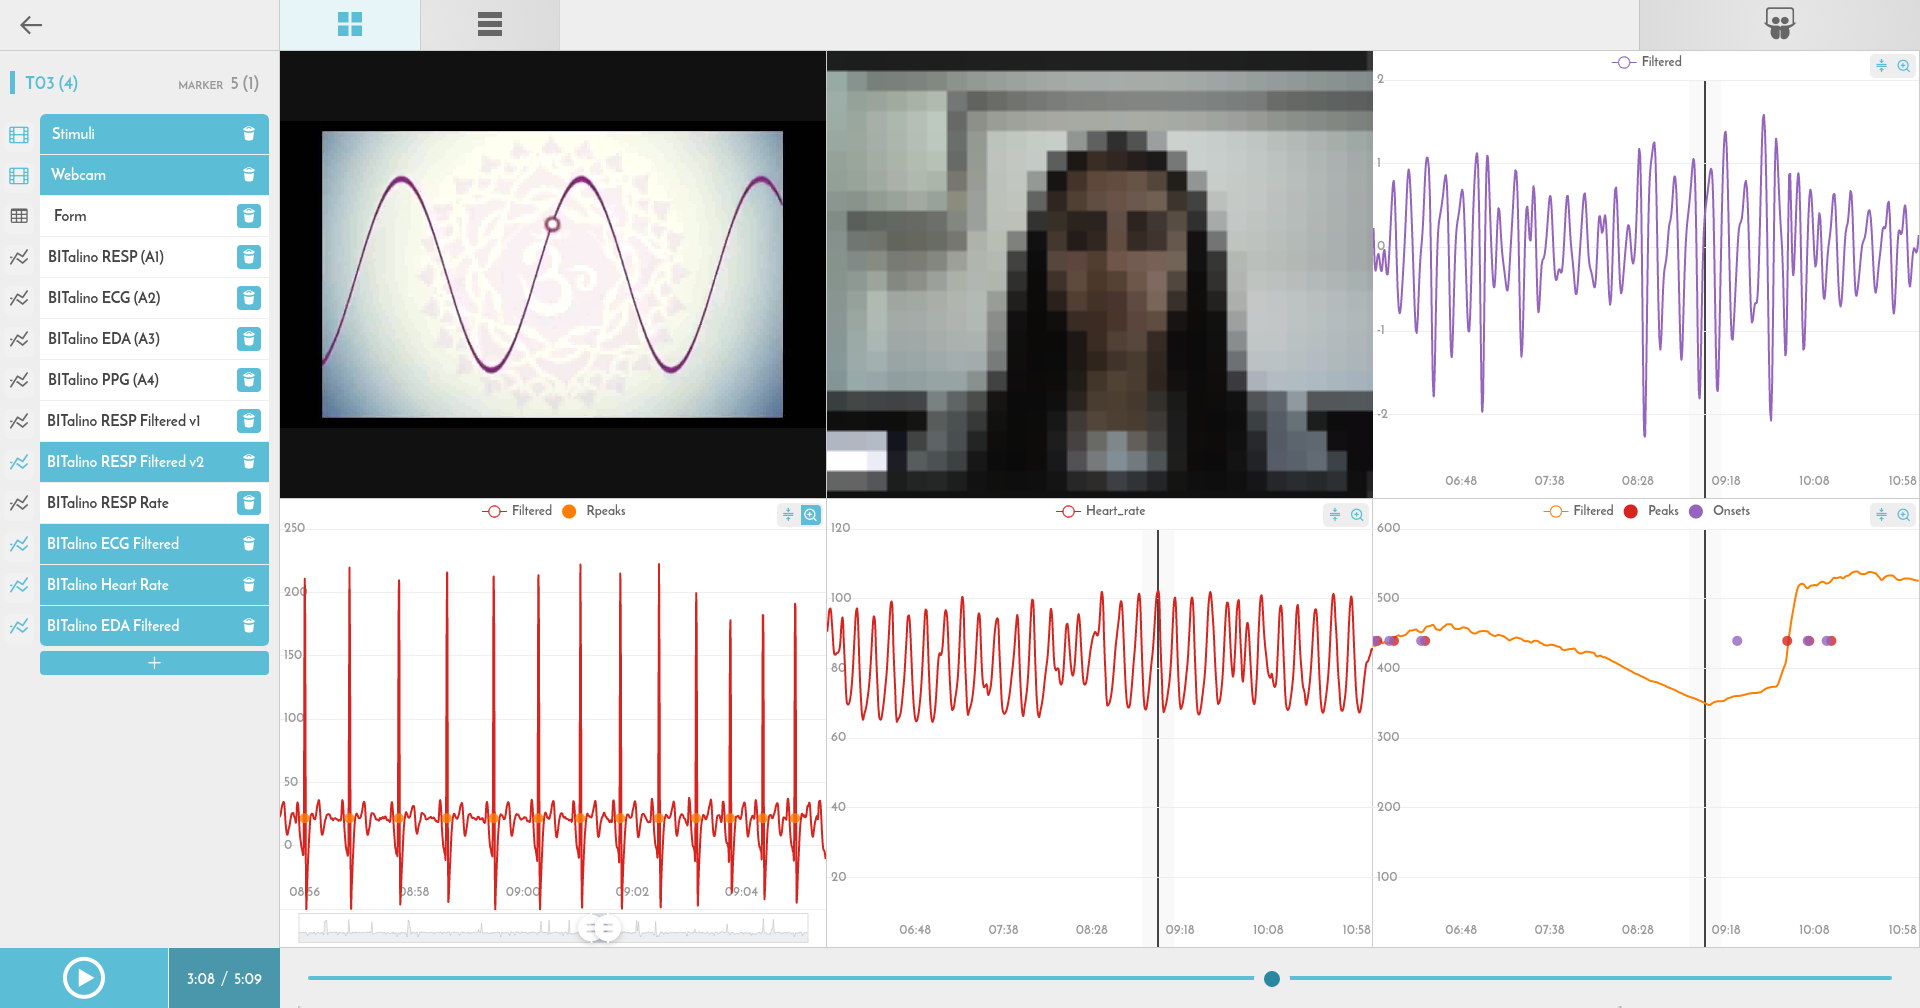 T03 (4)
MARKER 5 (1)
Stimuli
Webcam
Form
BITalino RESP (A1)
BITalino ECG (A2)
BITalino EDA (A3)
BITalino PPG (A4)
BITalino RESP Filtered v1
BITalino RESP Filtered v2
BITalino RESP Rate
BITalino ECG Filtered
BITalino Heart Rate
BITalino EDA Filtered
+
3:08 / 5:09
Filtered
2
1
0
-1
-2
06:48 07:38 08:28 09:18 10:08 10:58
Filtered Rpeaks
250
200
150
100
50
0
08:56 08:58 09:00 09:02 09:04
Heart_rate
120
100
80
60
40
20
06:48 07:38 08:28 09:18 10:08 10:58
Filtered Peaks Onsets
600
500
400
300
200
100
06:48 07:38 08:28 09:18 10:08 10:58